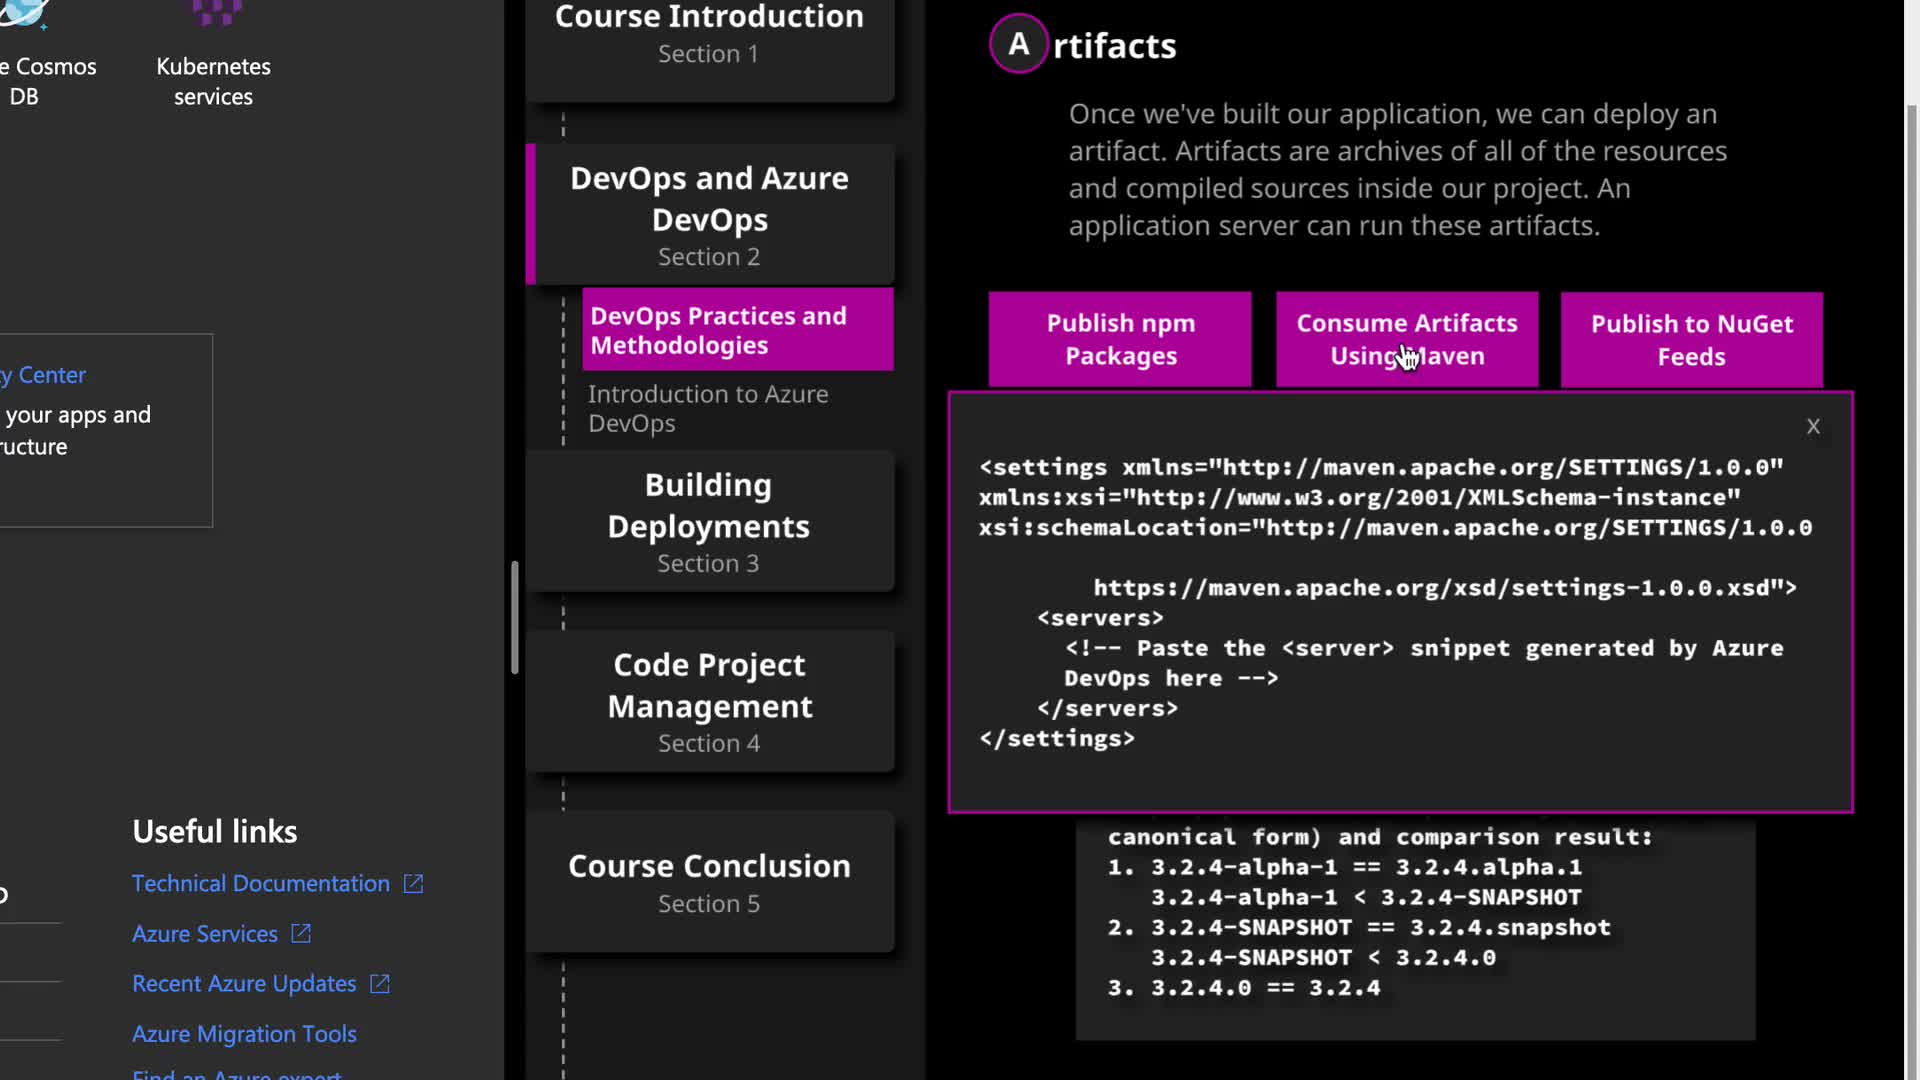 e Cosmos
DB
Kubernetes
services
y Center
your apps and
ructure
Useful links
Technical Documentation
Azure Services
Recent Azure Updates
Azure Migration Tools
Find an Azure expert
Course Introduction
Section 1
DevOps and Azure
DevOps
Section 2
DevOps Practices and
Methodologies
Introduction to Azure
DevOps
Building
Deployments
Section 3
Code Project
Management
Section 4
Course Conclusion
Section 5
Artifacts
Once we've built our application, we can deploy an
artifact. Artifacts are archives of all of the resources
and compiled sources inside our project. An
application server can run these artifacts.
Publish npm
Packages
Consume Artifacts
Using Maven
Publish to NuGet
Feeds
X
<settings xmlns="http://maven.apache.org/SETTINGS/1.0.0"
xmlns:xsi="http://www.w3.org/2001/XMLSchema-instance"
xsi:schemaLocation="http://maven.apache.org/SETTINGS/1.0.0
https://maven.apache.org/xsd/settings-1.0.0.xsd">
<servers>
<!-- Paste the <server> snippet generated by Azure
DevOps here -->
</servers>
</settings>
canonical form) and comparison result:
1. 3.2.4-alpha-1 == 3.2.4.alpha.1
3.2.4-alpha-1 < 3.2.4-SNAPSHOT
2. 3.2.4-SNAPSHOT == 3.2.4.snapshot
3.2.4-SNAPSHOT < 3.2.4.0
3. 3.2.4.0 == 3.2.4